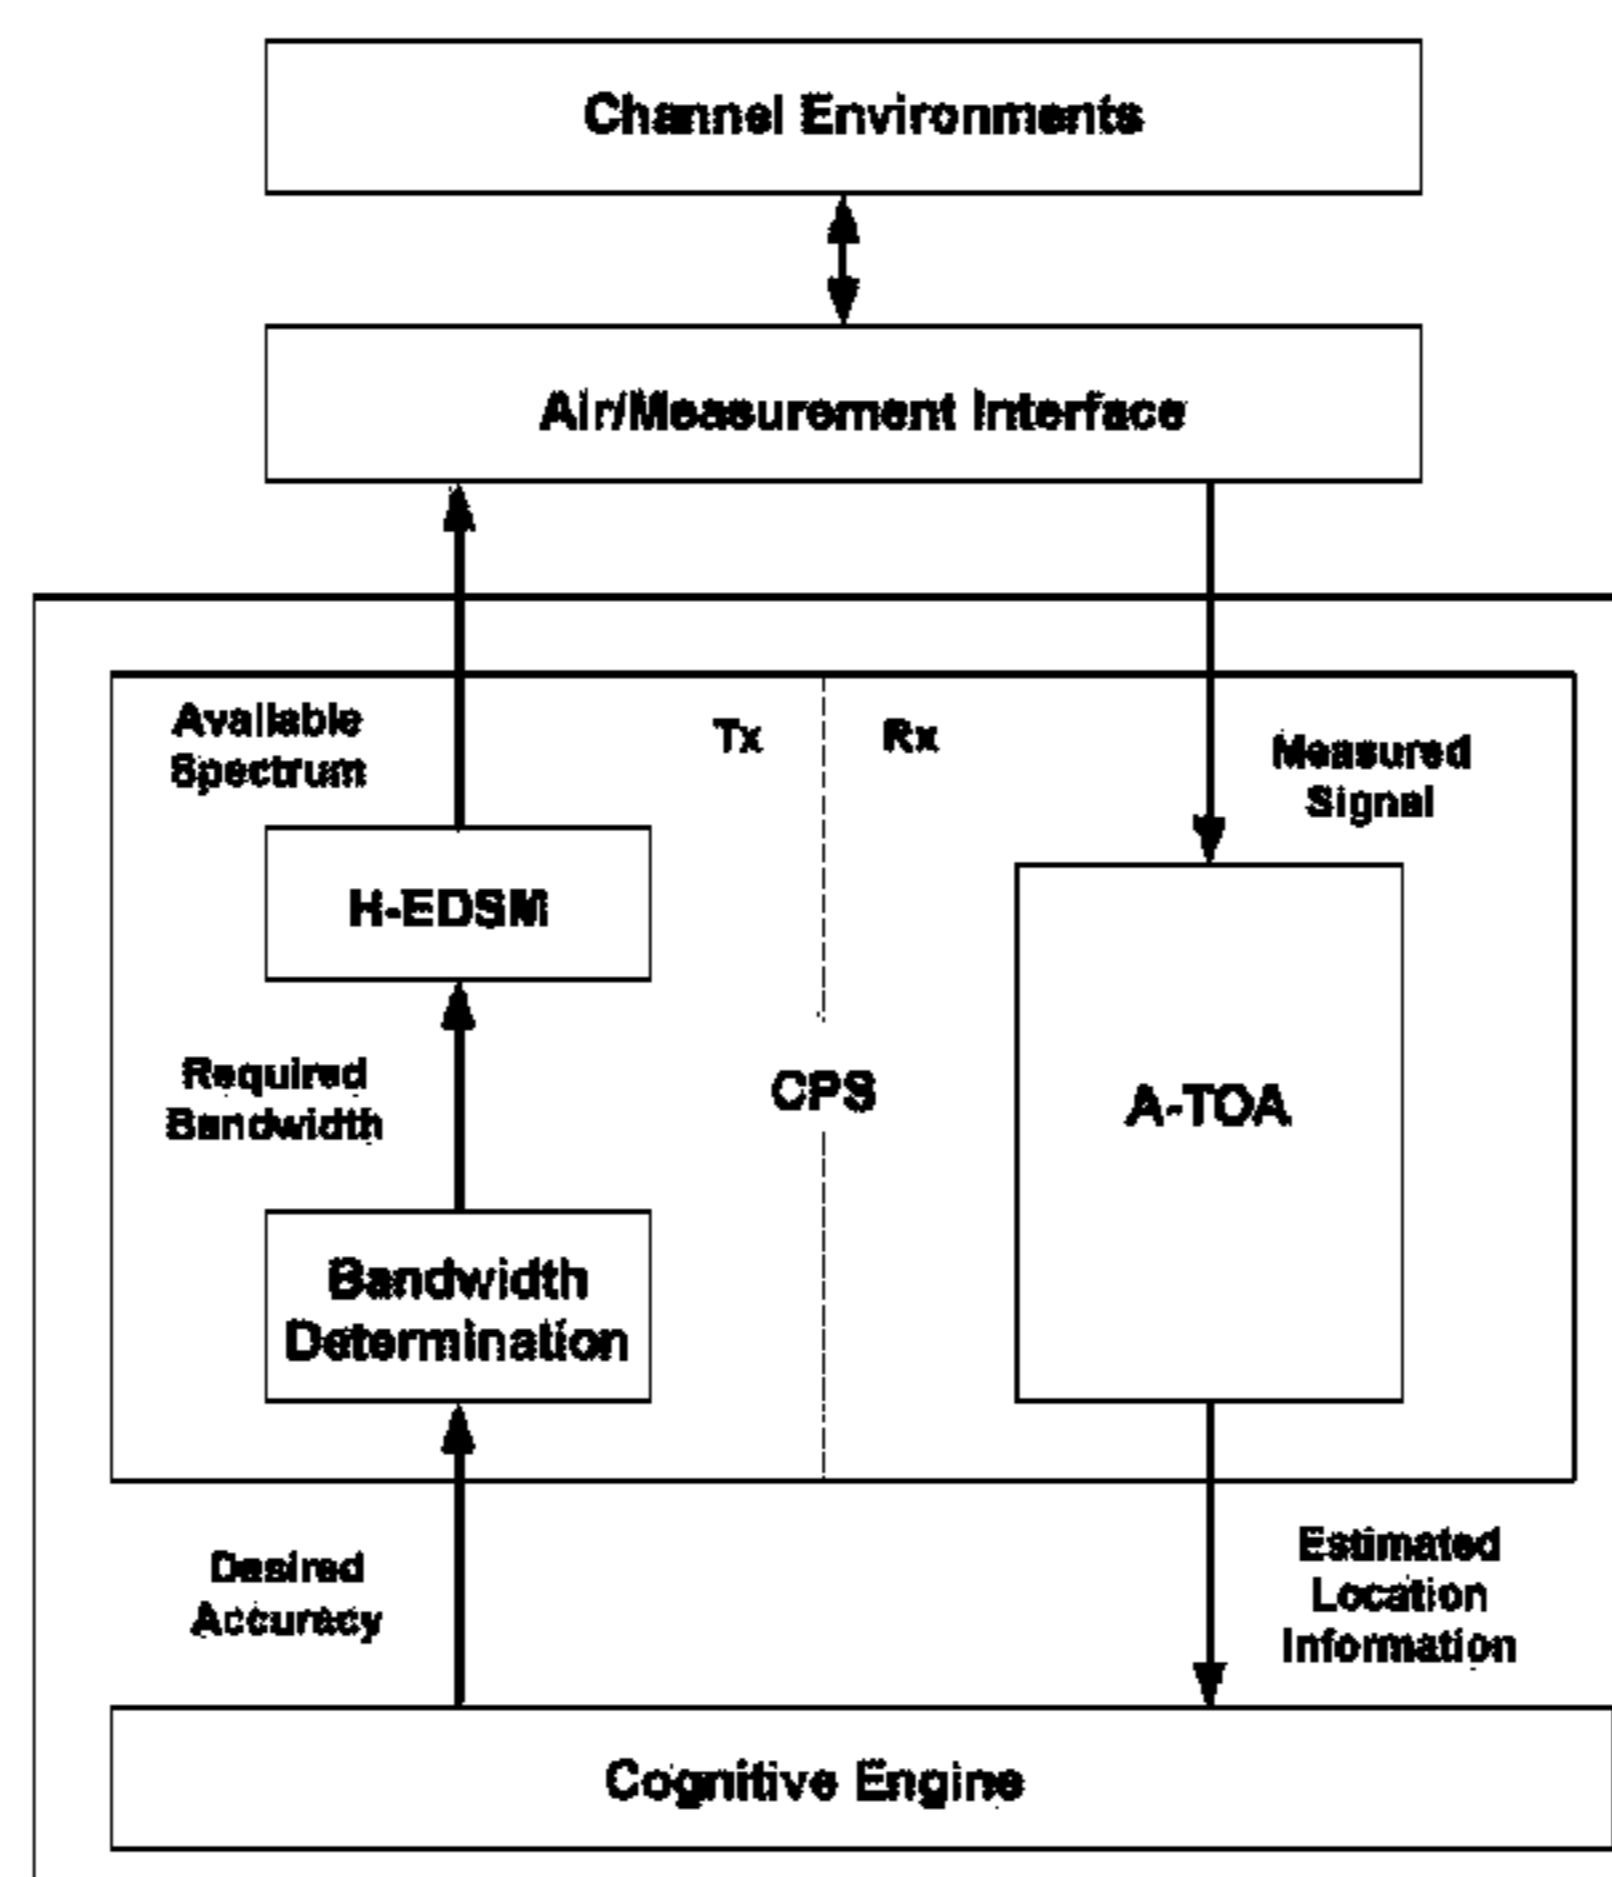 Channel Environments
Air/Measurement Interface
Available
Spectrum
Tx
Rx
Measured
Signal
H-EDSM
Required
Bandwidth
CPS
A-TOA
Bandwidth
Determination
Desired
Accuracy
Estimated
Location
Information
Cognitive Engine